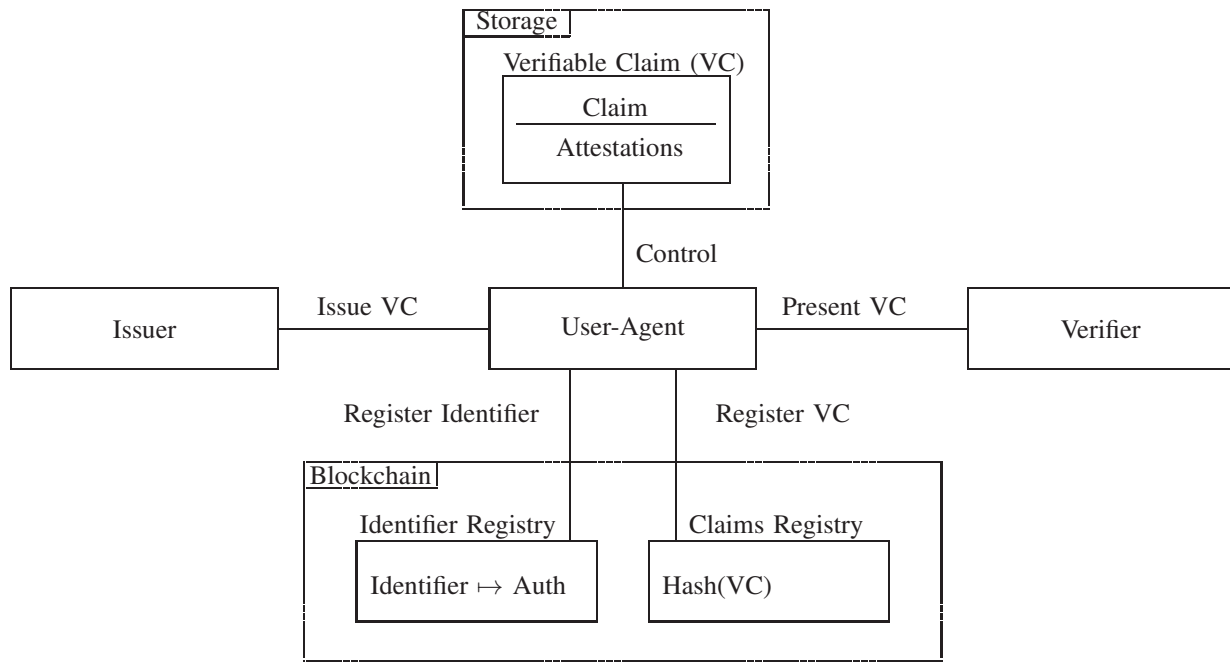 Storage
Verifiable Claim (VC)
Claim
Attestations
Control
Issuer
Issue VC
User-Agent
Present VC
Verifier
Register Identifier
Register VC
Blockchain
Identifier Registry
Claims Registry
Identifier ↦ Auth
Hash(VC)